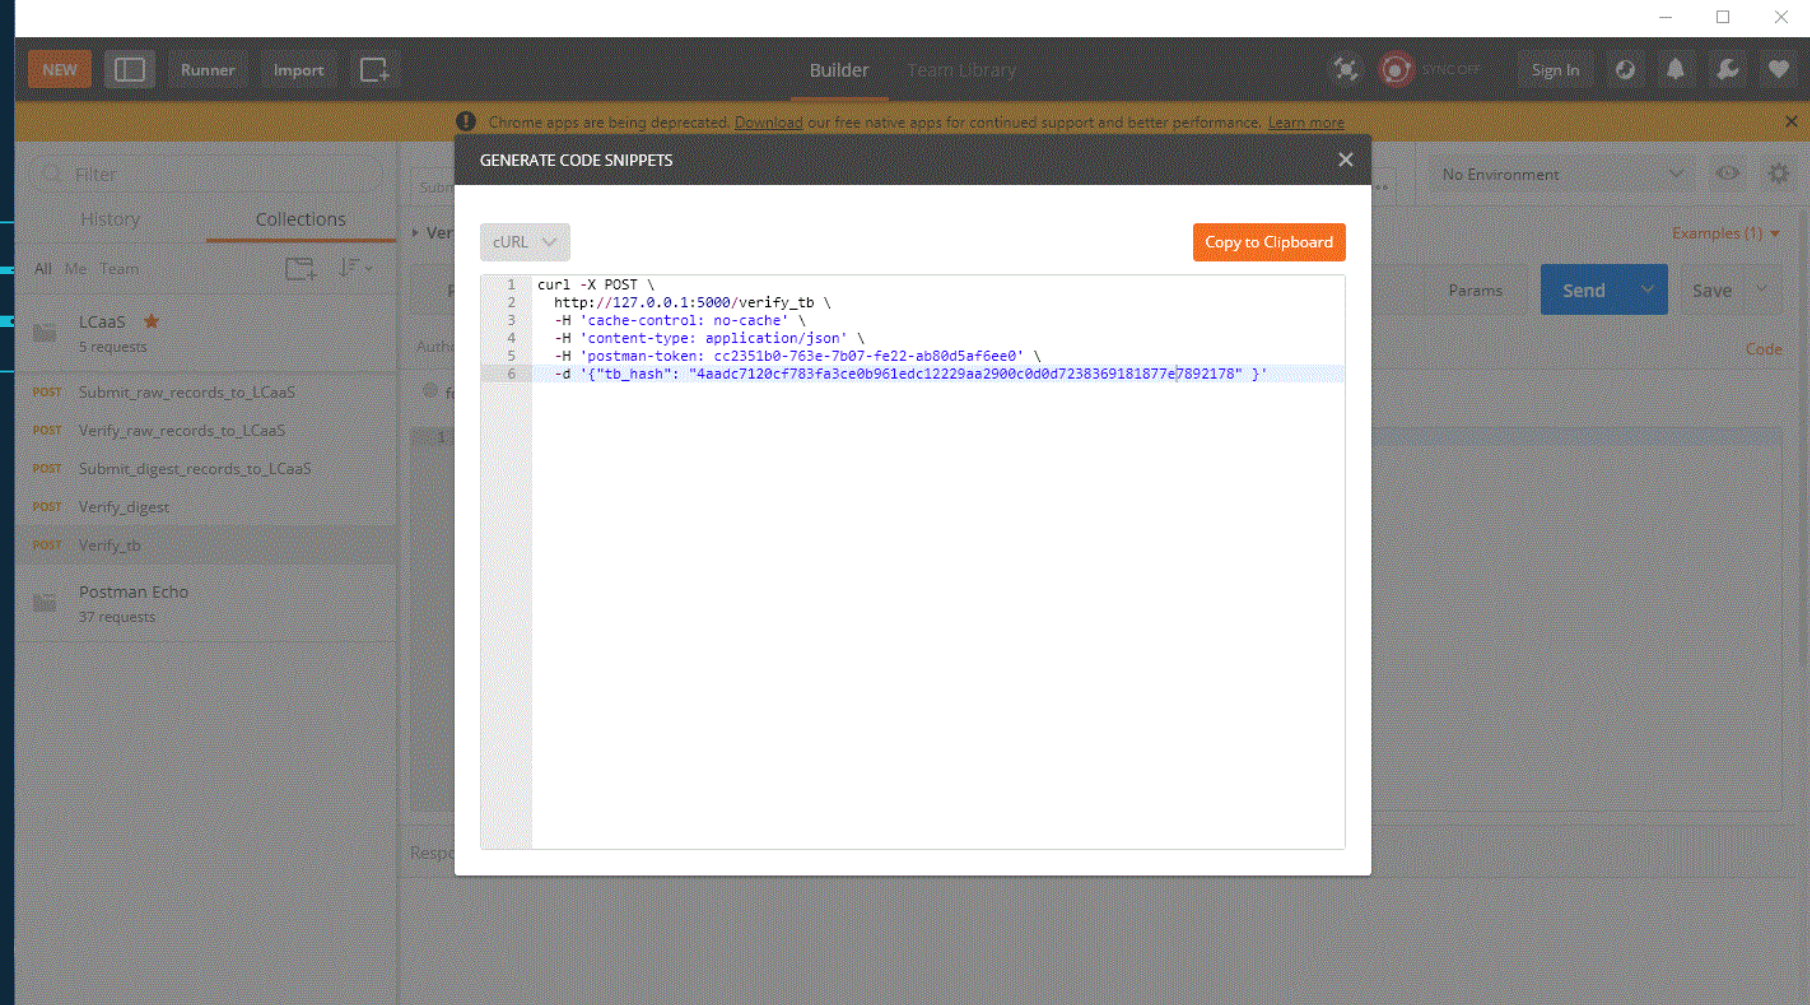 NEW
Runner
Import
Builder
Team Library
SYNC OFF
Sign In
Chrome apps are being deprecated. Download our free native apps for continued support and better performance. Learn more
Filter
History
Collections
All Me Team
LCaaS
5 requests
POST Submit_raw_records_to_LCaaS
POST Verify_raw_records_to_LCaaS
POST Submit_digest_records_to_LCaaS
POST Verify_digest
POST Verify_tb
Postman Echo
37 requests
GENERATE CODE SNIPPETS
cURL
Copy to Clipboard
1 curl -X POST \
2 http://127.0.0.1:5000/verify_tb \
3 -H 'cache-control: no-cache' \
4 -H 'content-type: application/json' \
5 -H 'postman-token: cc2351b0-763e-7b07-fe22-ab80d5af6ee0' \
6 -d '{"tb_hash": "4aadc7120cf783fa3ce0b961edc12229aa2900c0d0d7238369181877e7892178" }'
No Environment
Examples (1)
Params
Send
Save
Code
1